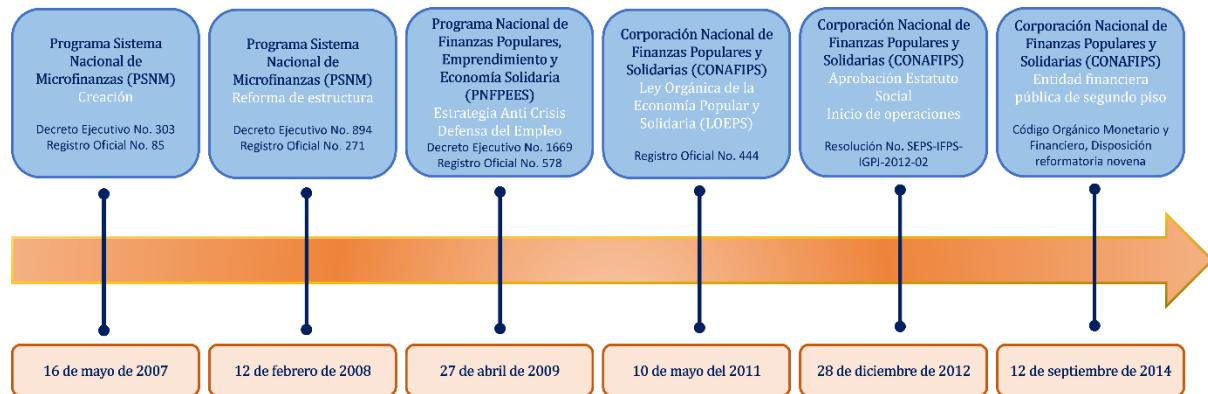 Programa Sistema
Nacional de
Microfinanzas (PSNM)
Creación
Decreto Ejecutivo No. 303
Registro Oficial No. 85
Programa Sistema
Nacional de
Microfinanzas (PSNM)
Reforma de estructura
Decreto Ejecutivo No. 894
Registro Oficial No. 271
Programa Nacional de
Finanzas Populares,
Emprendimiento y
Economía Solidaria
(PNFPEES)
Estrategia Anti Crisis
Defensa del Empleo
Decreto Ejecutivo No. 1669
Registro Oficial No. 578
Corporación Nacional de
Finanzas Populares y
Solidarias (CONAFIPS)
Ley Orgánica de la
Economía Popular y
Solidaria (LOEPS)
Registro Oficial No. 444
Corporación Nacional de
Finanzas Populares y
Solidarias (CONAFIPS)
Aprobación Estatuto
Social
Inicio de operaciones
Resolución No. SEPS-IFPS-
IGPJ-2012-02
Corporación Nacional de
Finanzas Populares y
Solidarias (CONAFIPS)
Entidad financiera
pública de segundo piso
Código Orgánico Monetario y
Financiero, Disposición
reformatoria novena
16 de mayo de 2007
12 de febrero de 2008
27 de abril de 2009
10 de mayo del 2011
28 de diciembre de 2012
12 de septiembre de 2014